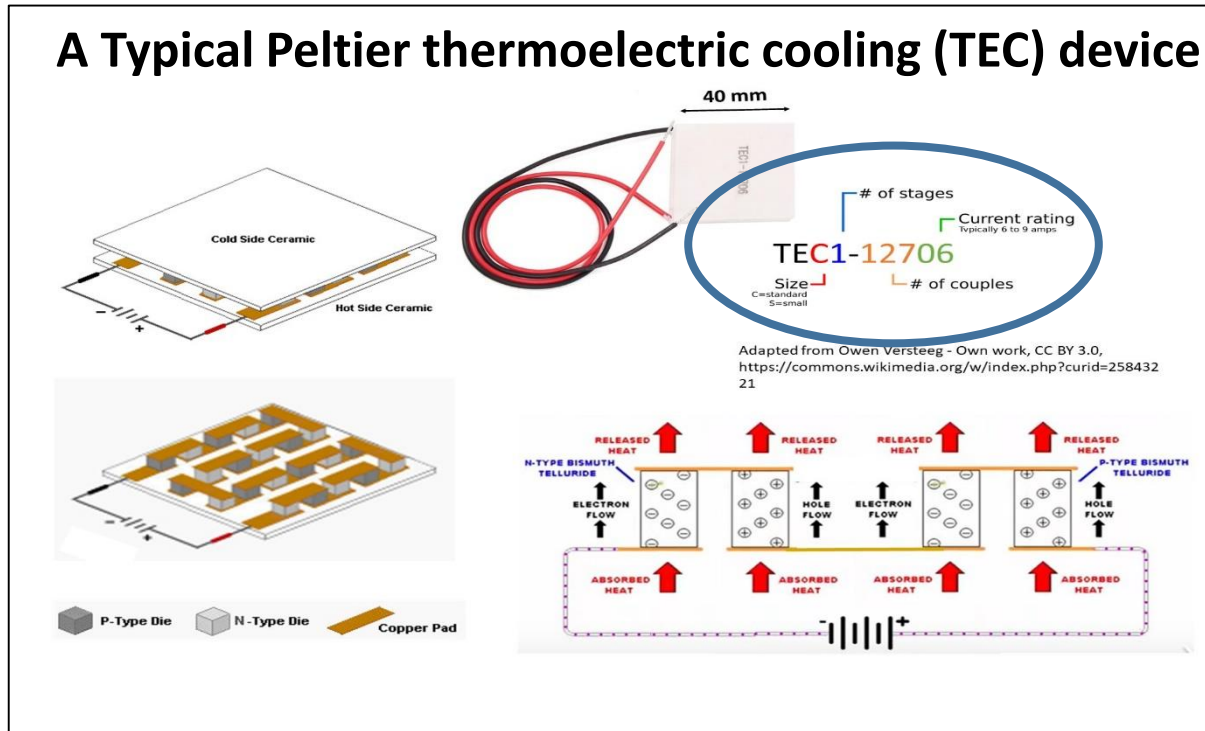 A Typical Peltier thermoelectric cooling (TEC) device
40 mm
TEC1-12706
# of stages
Current rating
Typically 6 to 9 amps
TEC1-12706
Size
C=standard
S=small
# of couples
Cold Side Ceramic
Hot Side Ceramic
- +
Adapted from Owen Versteeg - Own work, CC BY 3.0,
https://commons.wikimedia.org/w/index.php?curid=258432
21
P-Type Die
N-Type Die
Copper Pad
RELEASED HEAT
RELEASED HEAT
RELEASED HEAT
RELEASED HEAT
N-TYPE BISMUTH
TELLURIDE
P-TYPE BISMUTH
TELLURIDE
ELECTRON FLOW
HOLE FLOW
ELECTRON FLOW
HOLE FLOW
ABSORBED HEAT
ABSORBED HEAT
ABSORBED HEAT
ABSORBED HEAT
- +